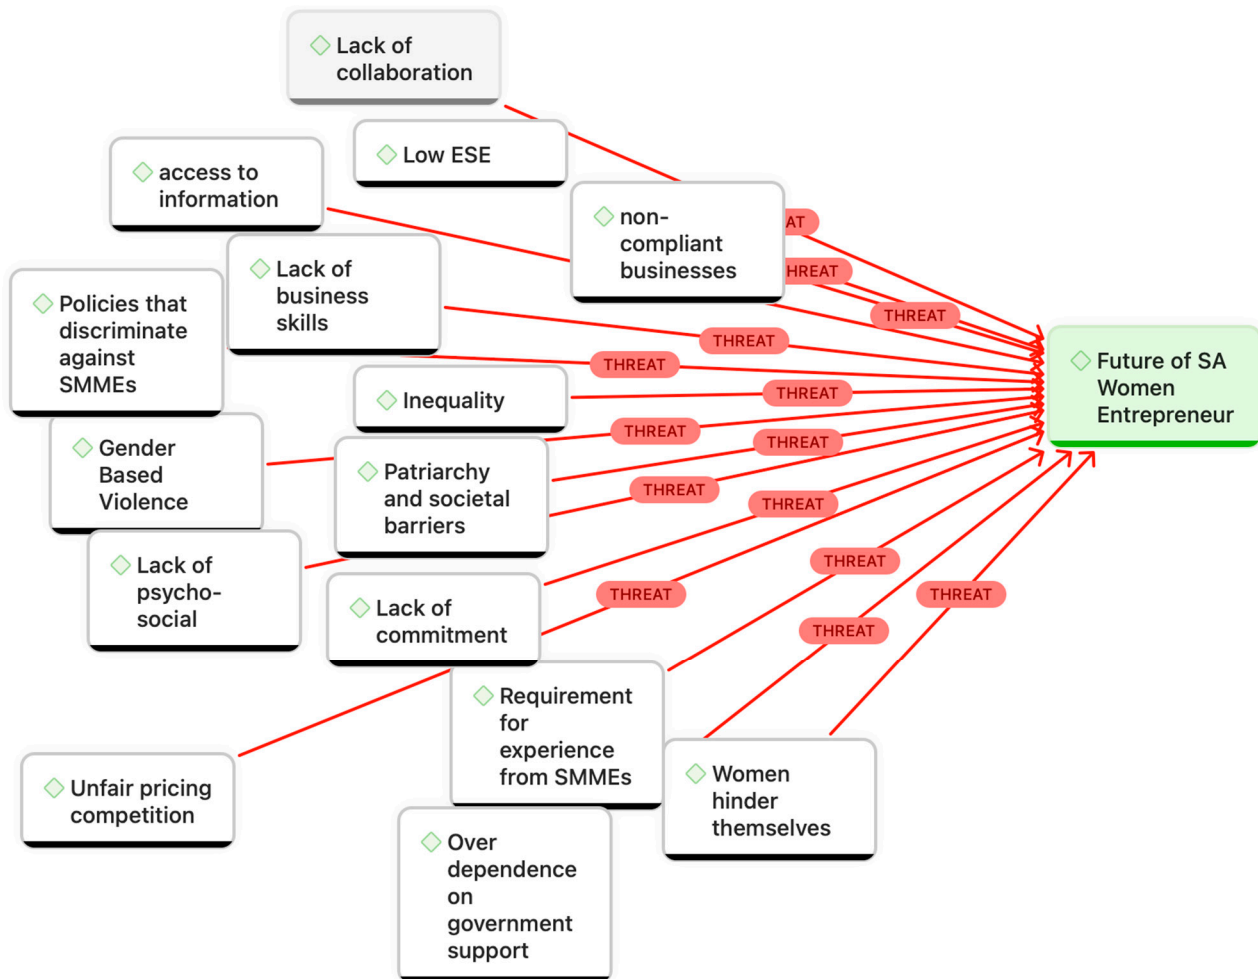 Lack of
collaboration
Low ESE
access to
information
non-
compliant
businesses
AT
HREAT
THREAT
Lack of
business
skills
Policies that
discriminate
against
SMMEs
THREAT
THREAT
Future of SA
Women
Entrepreneur
Inequality
THREAT
THREAT
THREAT
Gender
Based
Violence
Patriarchy
and societal
barriers
THREAT
THREAT
Lack of
psycho-
social
Lack of
commitment
THREAT
THREAT
THREAT
THREAT
Requirement
for
experience
from SMMEs
Women
hinder
themselves
Unfair pricing
competition
Over
dependence
on
government
support